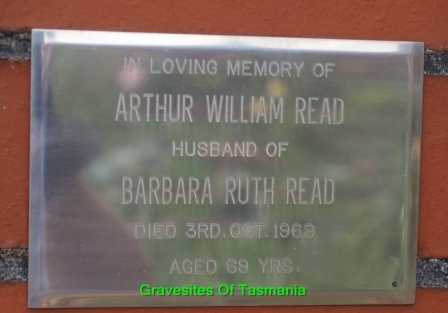 IN LOVING MEMORY OF
ARTHUR WILLIAM READ
HUSBAND OF
BARBARA RUTH READ
DIED 3RD. OCT. 1969
AGED 69 YRS.
Gravesites Of Tasmania
©